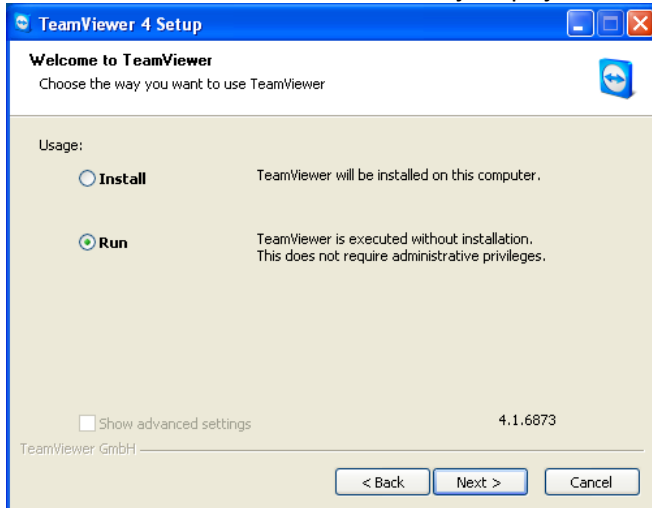 TeamViewer 4 Setup
Welcome to TeamViewer
Choose the way you want to use TeamViewer
Usage:
Install
TeamViewer will be installed on this computer.
Run
TeamViewer is executed without installation.
This does not require administrative privileges.
Show advanced settings
4.1.6873
TeamViewer GmbH
< Back
Next >
Cancel